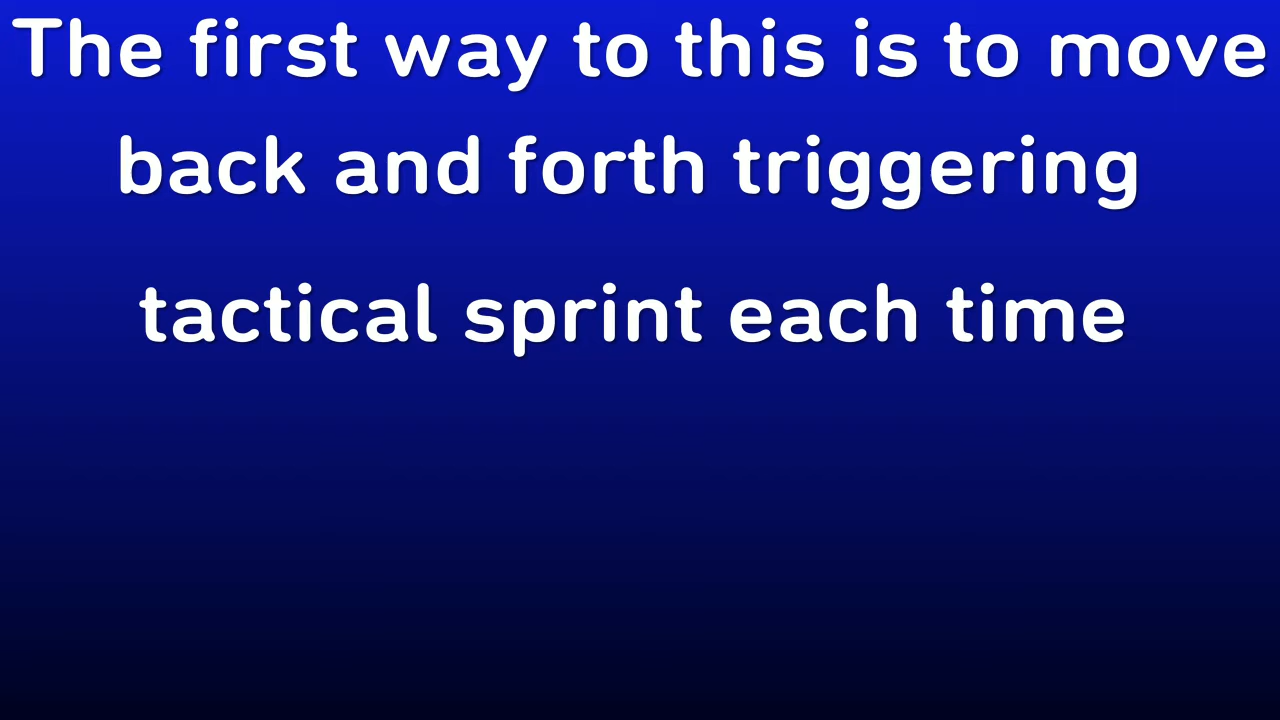 The first way to this is to move
back and forth triggering
tactical sprint each time